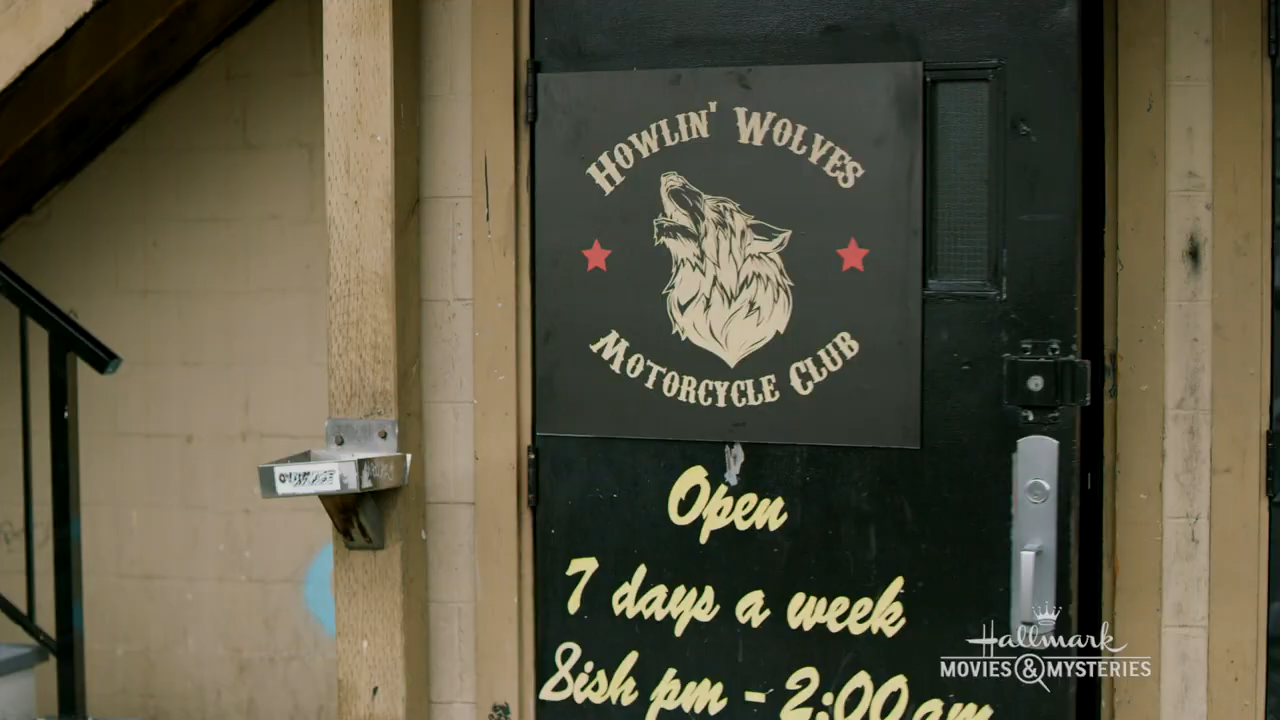 Howlin' Wolves
Motorcycle Club
Open
7 days a week
8ish pm - 2:00am
Hallmark
MOVIES & MYSTERIES